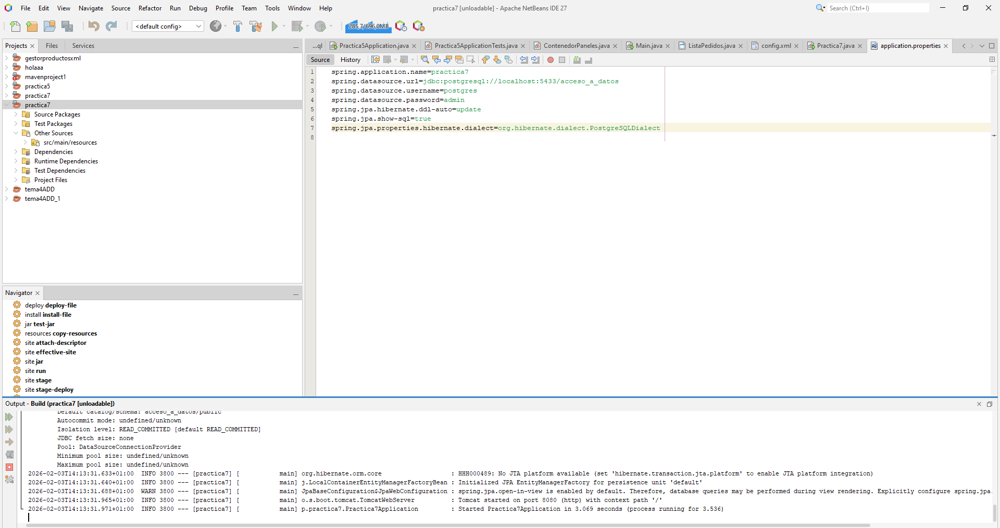 File Edit View Navigate Source Refactor Run Debug Profile Team Tools Window Help
practica7 [unloadable] - Apache NetBeans IDE 27
Search (Ctrl+I)
<default config>
285,7/696,0MB
Projects Files Services
gestorproductosxml
holaaa
mavenproject1
practica5
practica7
practica7
Source Packages
Test Packages
Other Sources
src/main/resources
Dependencies
Runtime Dependencies
Test Dependencies
Project Files
tema4ADD
tema4ADD_1
Navigator
deploy deploy-file
install install-file
jar test-jar
resources copy-resources
site attach-descriptor
site effective-site
site jar
site run
site stage
site stage-deploy
...ql Practica5Application.java Practica5ApplicationTests.java ContenedorPaneles.java Main.java ListaPedidos.java config.xml Practica7.java application.properties
Source History
1 spring.application.name=practica7
2 spring.datasource.url=jdbc:postgresql://localhost:5433/acceso_a_datos
3 spring.datasource.username=postgres
4 spring.datasource.password=admin
5 spring.jpa.hibernate.ddl-auto=update
6 spring.jpa.show-sql=true
7 spring.jpa.properties.hibernate.dialect=org.hibernate.dialect.PostgreSQLDialect
8
Output - Build (practica7 [unloadable])
Default catalog/schema: acceso_a_datos/public
Autocommit mode: undefined/unknown
Isolation level: READ_COMMITTED [default READ_COMMITTED]
JDBC fetch size: none
Pool: DataSourceConnectionProvider
Minimum pool size: undefined/unknown
Maximum pool size: undefined/unknown
2026-02-03T14:13:31.633+01:00 INFO 3800 --- [practica7] [ main] org.hibernate.orm.core : HHH000489: No JTA platform available (set 'hibernate.transaction.jta.platform' to enable JTA platform integration)
2026-02-03T14:13:31.640+01:00 INFO 3800 --- [practica7] [ main] j.LocalContainerEntityManagerFactoryBean : Initialized JPA EntityManagerFactory for persistence unit 'default'
2026-02-03T14:13:31.688+01:00 WARN 3800 --- [practica7] [ main] JpaBaseConfiguration$JpaWebConfiguration : spring.jpa.open-in-view is enabled by default. Therefore, database queries may be performed during view rendering. Explicitly configure spring.jpa.
2026-02-03T14:13:31.965+01:00 INFO 3800 --- [practica7] [ main] o.s.boot.tomcat.TomcatWebServer : Tomcat started on port 8080 (http) with context path '/'
2026-02-03T14:13:31.971+01:00 INFO 3800 --- [practica7] [ main] p.practica7.Practica7Application : Started Practica7Application in 3.069 seconds (process running for 3.536)